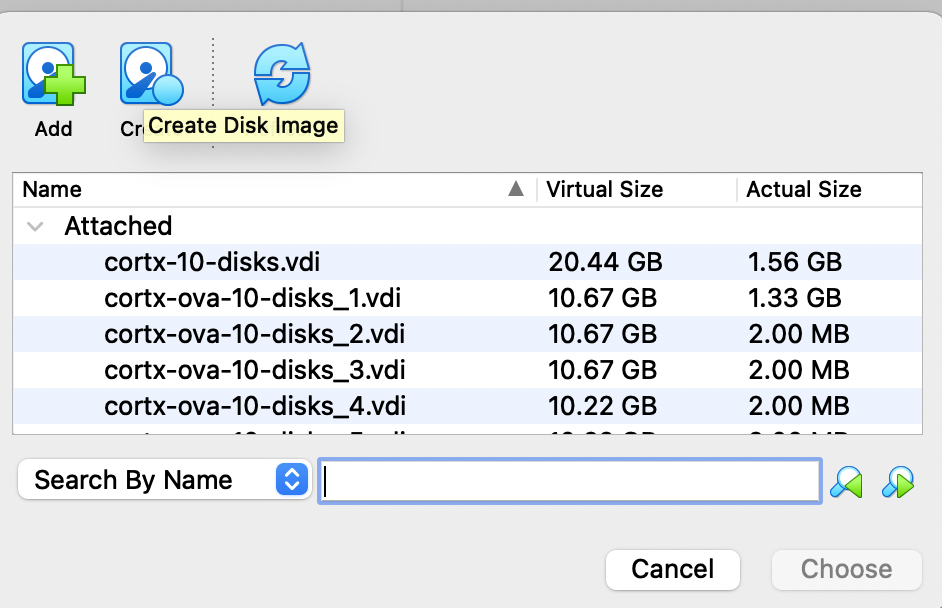 Add
Cr
Create Disk Image
Name Virtual Size Actual Size
Attached
cortx-10-disks.vdi 20.44 GB 1.56 GB
cortx-ova-10-disks_1.vdi 10.67 GB 1.33 GB
cortx-ova-10-disks_2.vdi 10.67 GB 2.00 MB
cortx-ova-10-disks_3.vdi 10.67 GB 2.00 MB
cortx-ova-10-disks_4.vdi 10.22 GB 2.00 MB
Search By Name
Cancel Choose